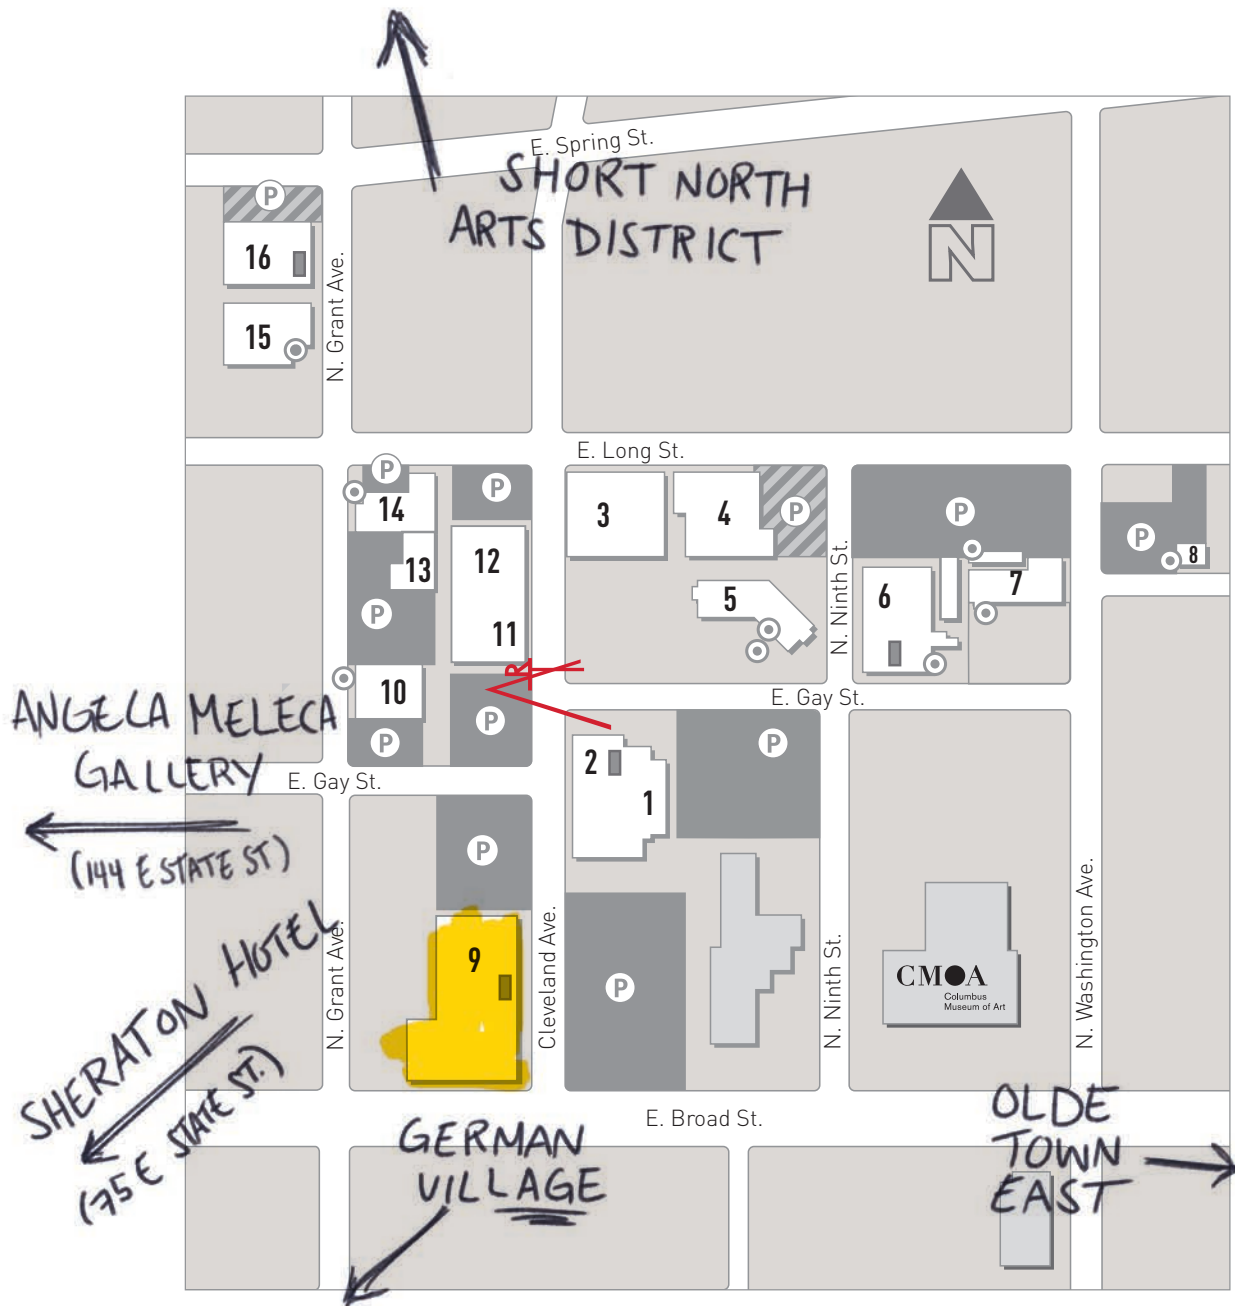 E. Spring St.
SHORT NORTH
ARTS DISTRICT
N
P
16
15
N. Grant Ave.
E. Long St.
P
14
13
P
P
12
11
10
P
P
3
4
P
5
N. Ninth St.
P
6
7
P
8
R
ANGELA MELECA
GALLERY
(144 E STATE ST)
E. Gay St.
E. Gay St.
2
1
P
P
9
N. Grant Ave.
Cleveland Ave.
P
N. Ninth St.
CMOA
Columbus
Museum of Art
N. Washington Ave.
SHERATON HOTEL
(75 E STATE ST.)
E. Broad St.
GERMAN
VILLAGE
OLDE
TOWN
EAST